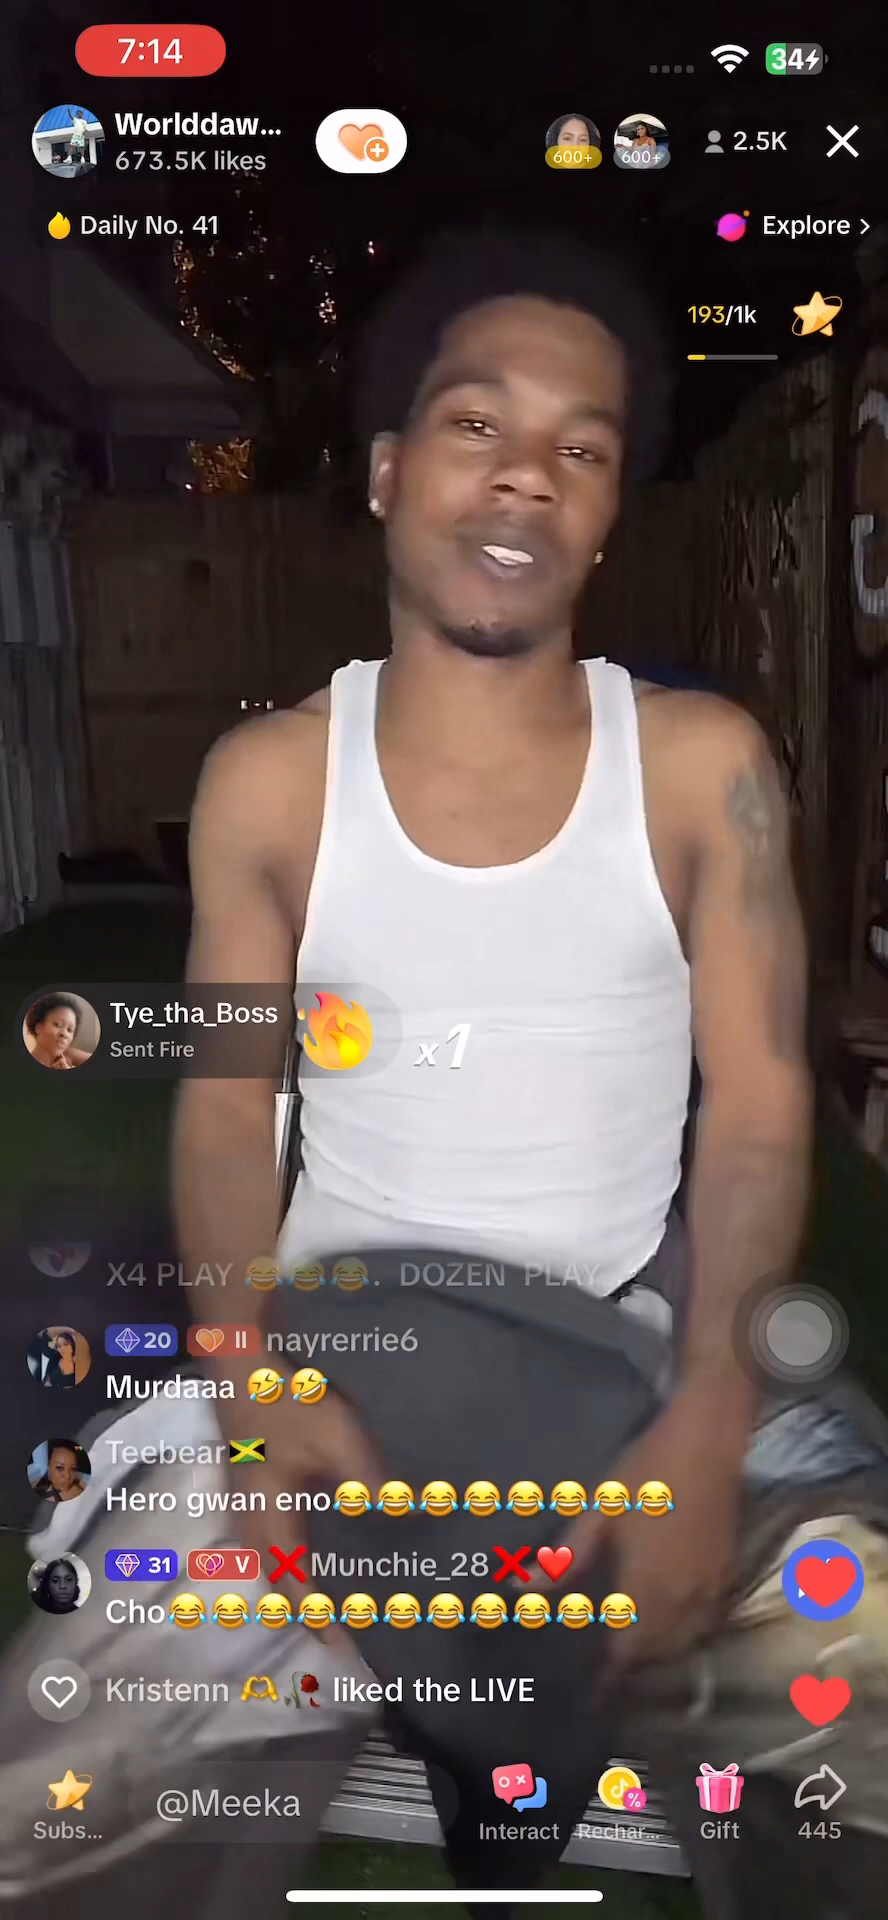 7:14
34
Worlddaw...
673.5K likes
600+
600+
2.5K
Daily No. 41
Explore >
193/1k
Tye_tha_Boss
Sent Fire
x1
X4 PLAY 😂😂😂. DOZEN PLAY
20 II nayrerrie6
Murdaaa 🤣🤣
Teebear🇯🇲
Hero gwan eno😂😂😂😂😂😂😂😂
31 V ❌Munchie_28❌❤️
Cho😂😂😂😂😂😂😂😂😂😂😂
Kristenn 🫶🥀 liked the LIVE
@Meeka
Subs...
Interact
Rechar...
Gift
445